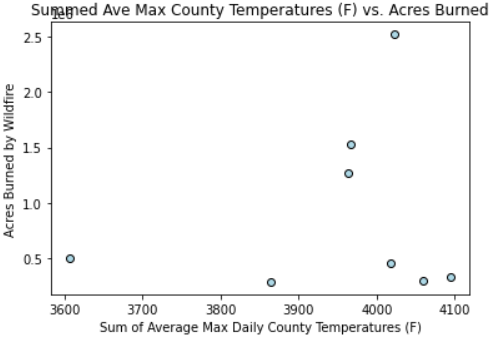 Summed Ave Max County Temperatures (F) vs. Acres Burned
1e6
2.5
2.0
1.5
1.0
0.5
Acres Burned by Wildfire
3600 3700 3800 3900 4000 4100
Sum of Average Max Daily County Temperatures (F)